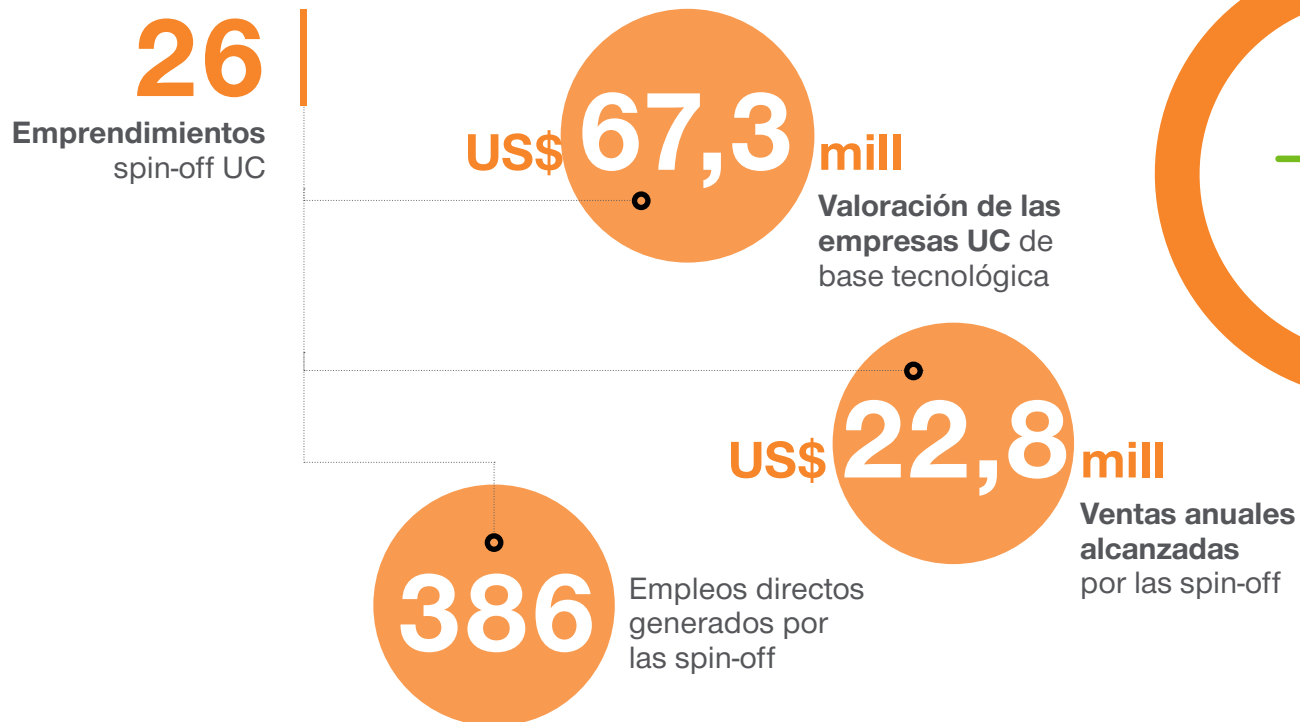 26
Emprendimientos
spin-off UC
US$ 67,3 mill
Valoración de las
empresas UC de
base tecnológica
US$ 22,8 mill
Ventas anuales
alcanzadas
por las spin-off
386
Empleos directos
generados por
las spin-off